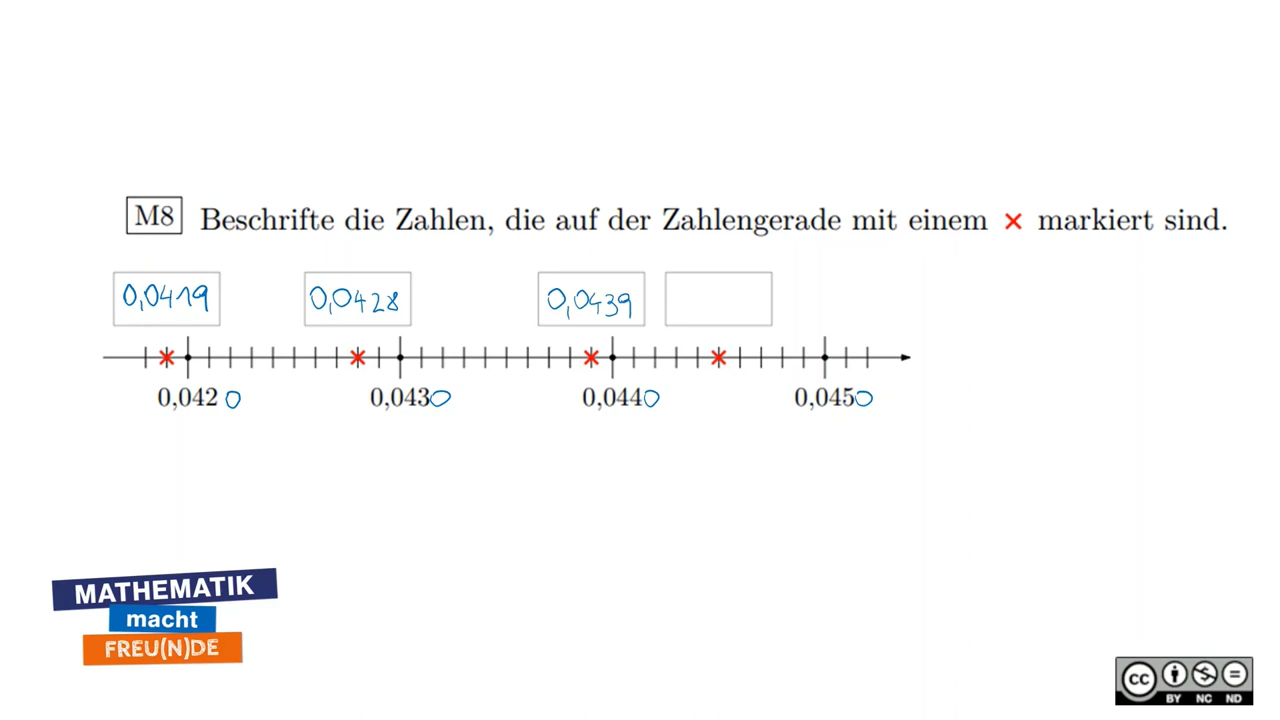 M8 Beschrifte die Zahlen, die auf der Zahlengerade mit einem × markiert sind.
0,0419 0,0428 0,0439
0,0420 0,0430 0,0440 0,0450
MATHEMATIK
macht
FREU(N)DE
CC BY NC ND